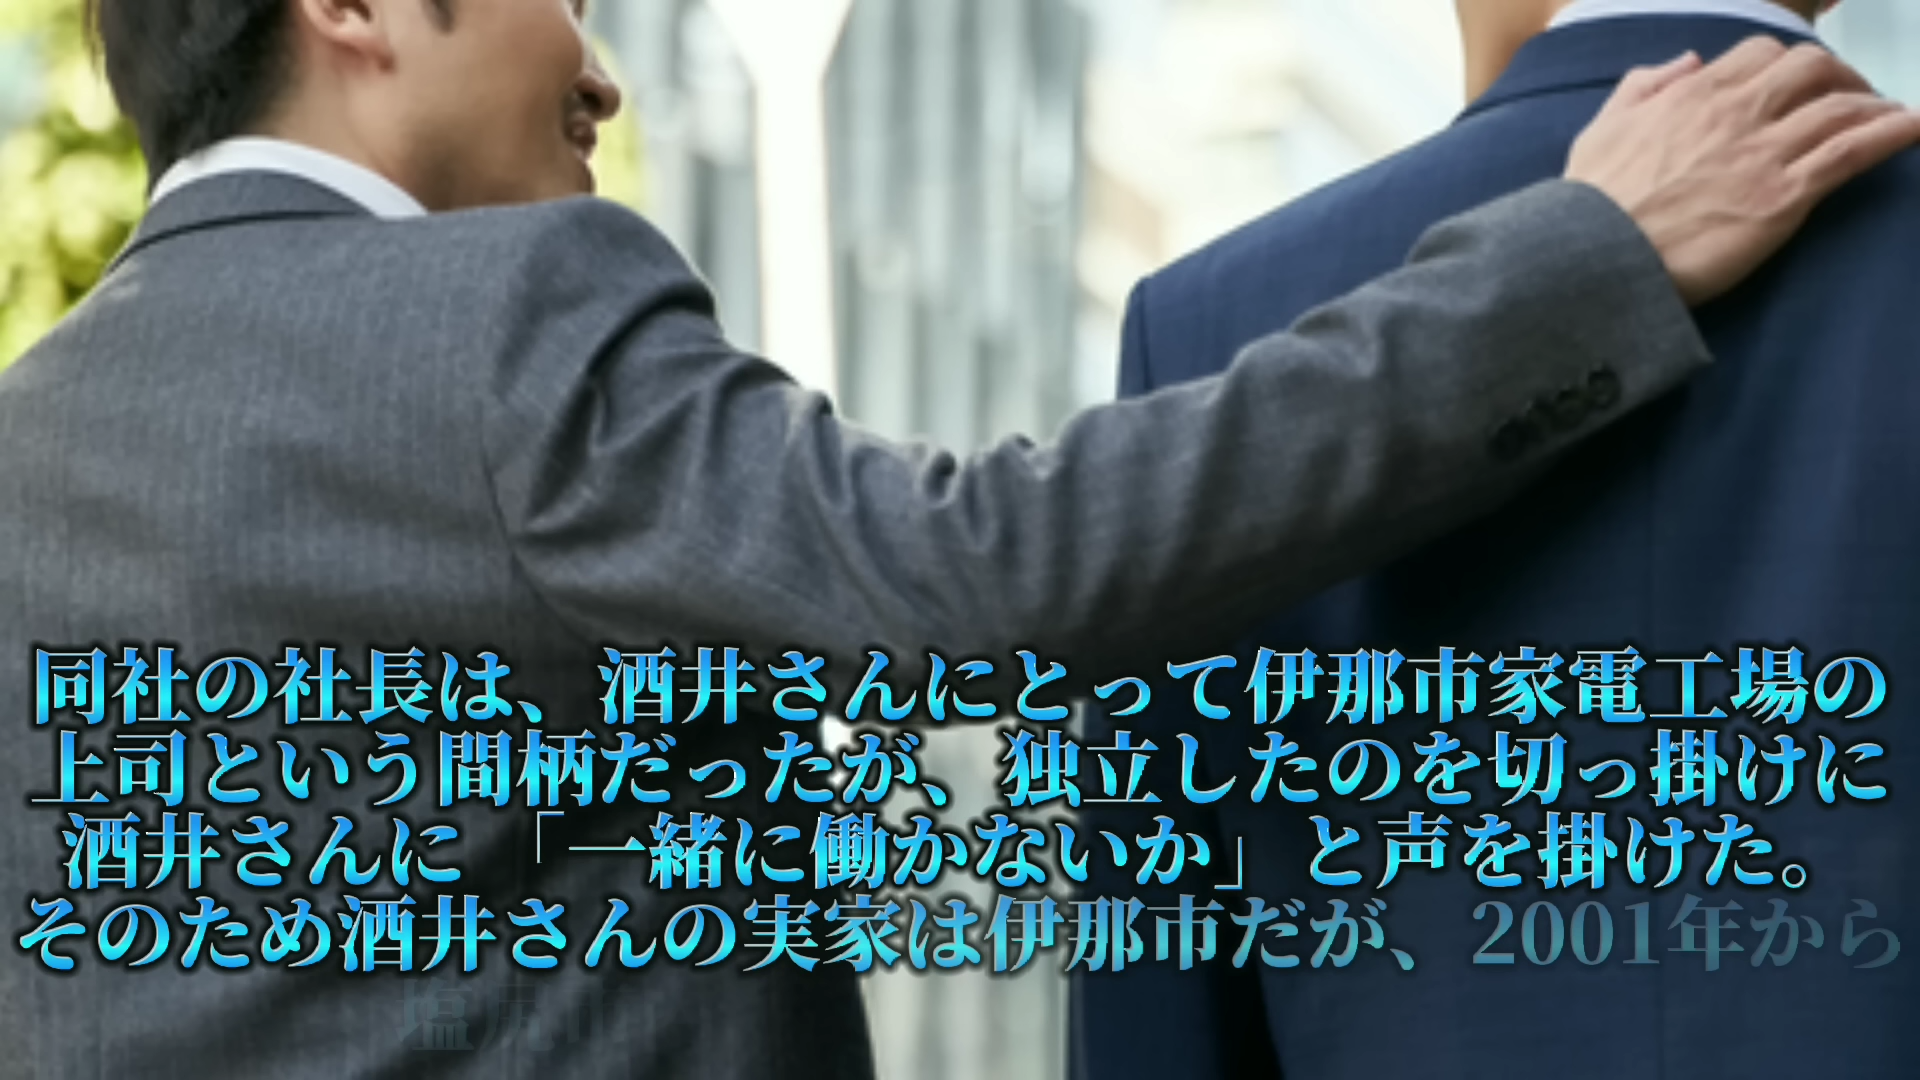 同社の社長は、酒井さんにとって伊那市家電工場の
上司という間柄だったが、独立したのを切っ掛けに
酒井さんに「一緒に働かないか」と声を掛けた。
そのため酒井さんの実家は伊那市だが、2001年から
塩尻市